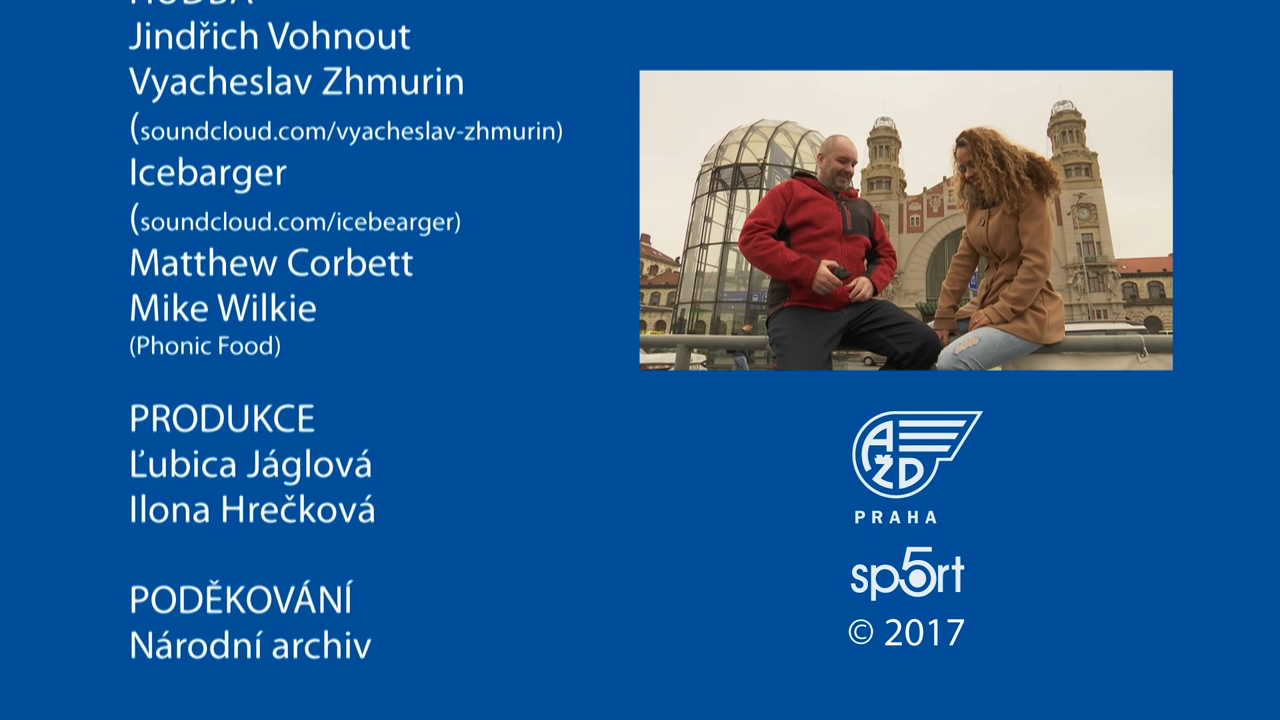 HUDBA
Jindřich Vohnout
Vyacheslav Zhmurin
(soundcloud.com/vyacheslav-zhmurin)
Icebarger
(soundcloud.com/icebearger)
Matthew Corbett
Mike Wilkie
(Phonic Food)
PRODUKCE
Ľubica Jáglová
Ilona Hrečková
PODĚKOVÁNÍ
Národní archiv
AŽD
PRAHA
sp5rt
© 2017